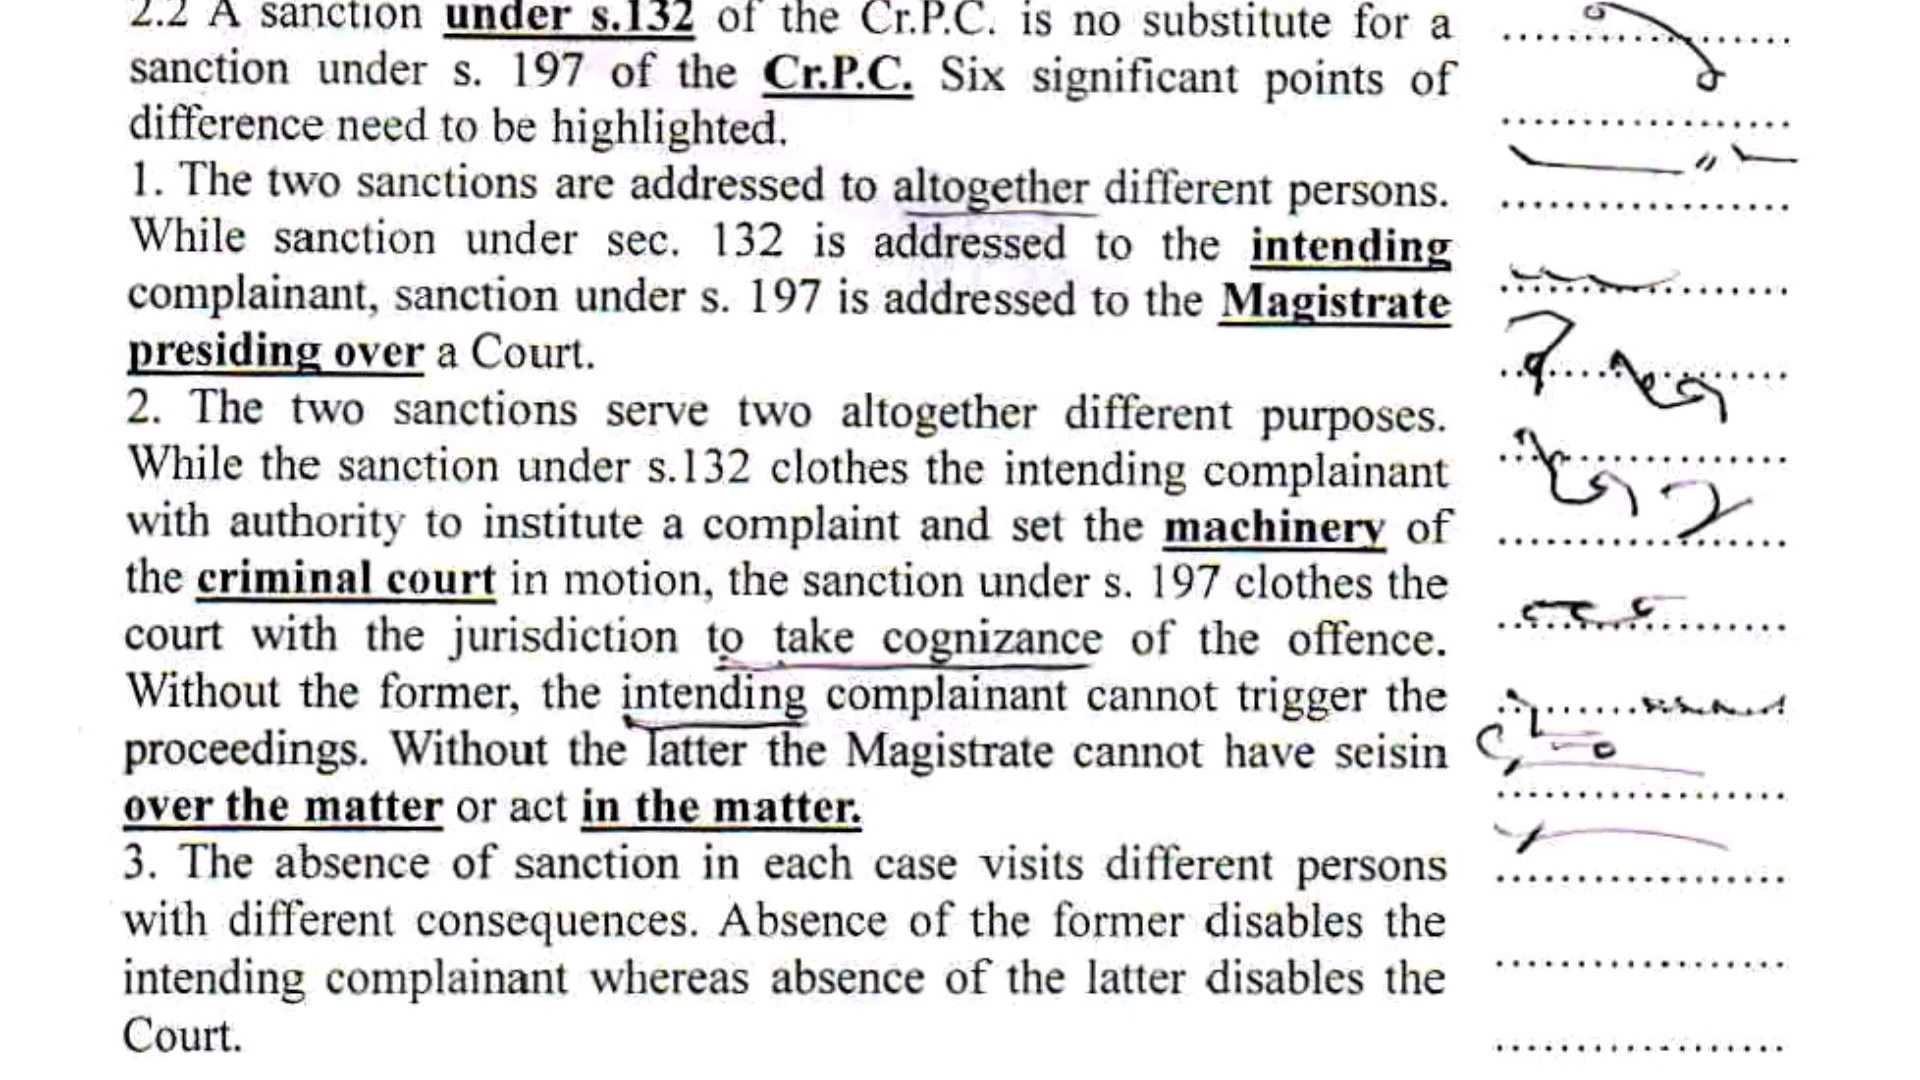 2.2 A sanction under s.132 of the Cr.P.C. is no substitute for a
sanction under s. 197 of the Cr.P.C. Six significant points of
difference need to be highlighted.
1. The two sanctions are addressed to altogether different persons.
While sanction under sec. 132 is addressed to the intending
complainant, sanction under s. 197 is addressed to the Magistrate
presiding over a Court.
2. The two sanctions serve two altogether different purposes.
While the sanction under s.132 clothes the intending complainant
with authority to institute a complaint and set the machinery of
the criminal court in motion, the sanction under s. 197 clothes the
court with the jurisdiction to take cognizance of the offence.
Without the former, the intending complainant cannot trigger the
proceedings. Without the latter the Magistrate cannot have seisin
over the matter or act in the matter.
3. The absence of sanction in each case visits different persons
with different consequences. Absence of the former disables the
intending complainant whereas absence of the latter disables the
Court.